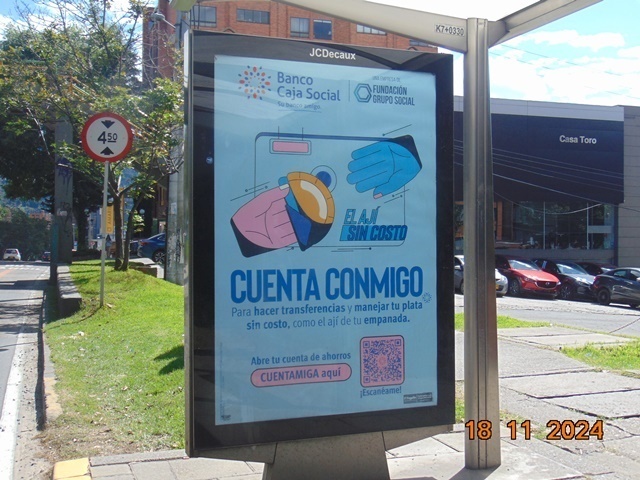 K7+0330
JCDecaux
Banco
Caja Social
Su banco amigo.
UNA EMPRESA DE
FUNDACIÓN
GRUPO SOCIAL
4.50
Casa Toro
EL AJÍ
SIN COSTO
CUENTA CONMIGO
Para hacer transferencias y manejar tu plata
sin costo, como el ají de tu empanada.
Abre tu cuenta de ahorros
CUENTAMIGA aquí
¡Escanéame!
18 11 2024